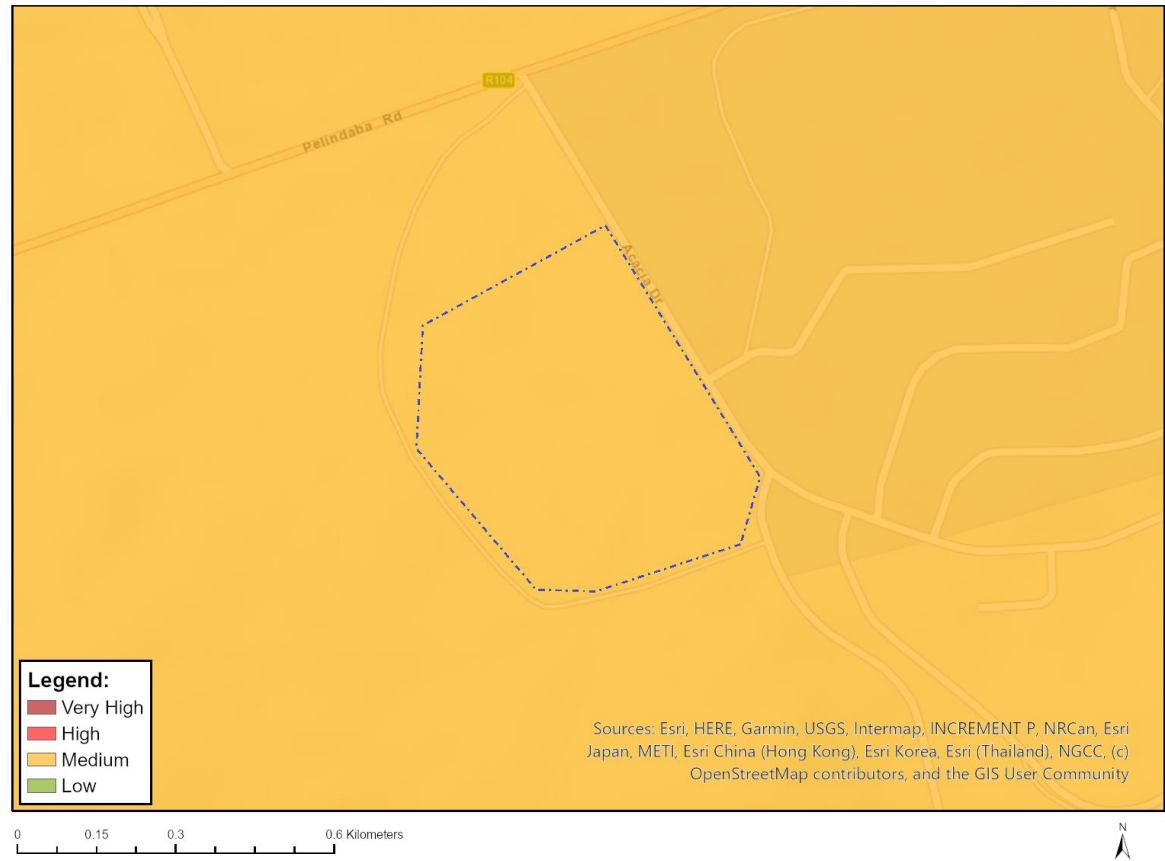 R104
Pelindaba Rd
Acacia Dr
Legend:
Very High
High
Medium
Low
Sources: Esri, HERE, Garmin, USGS, Intermap, INCREMENT P, NRCan, Esri
Japan, METI, Esri China (Hong Kong), Esri Korea, Esri (Thailand), NGCC, (c)
OpenStreetMap contributors, and the GIS User Community
0 0.15 0.3 0.6 Kilometers
N